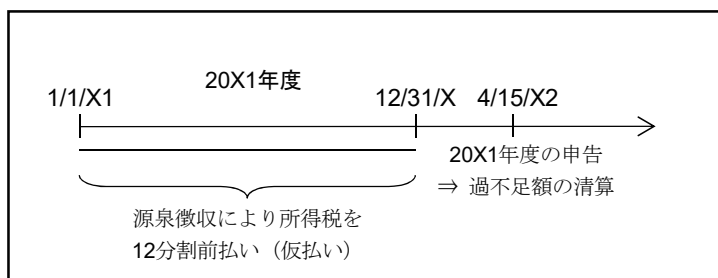 20X1年度
1/1/X1 12/31/X 4/15/X2
20X1年度の申告
⇒ 過不足額の清算
源泉徴収により所得税を
12分割前払い（仮払い）